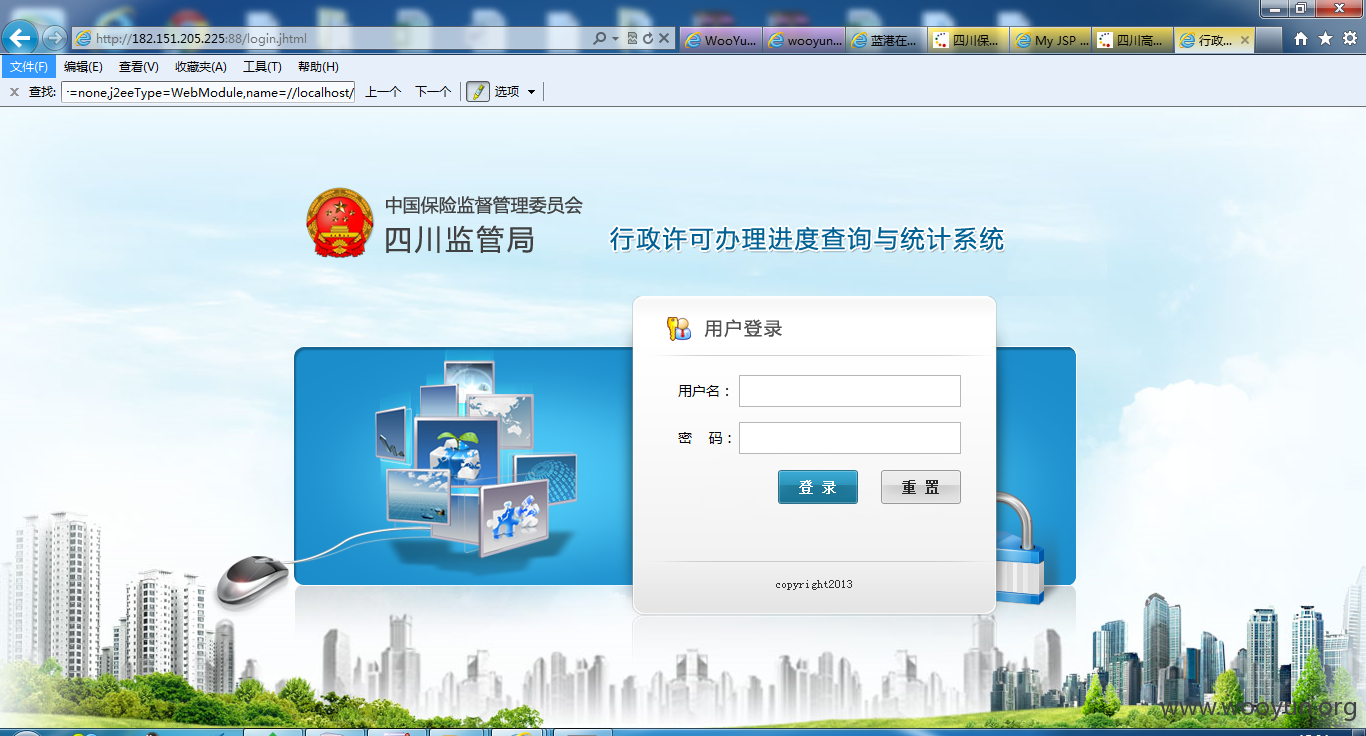 http://182.151.205.225:88/login.jhtml
WooYu...
wooyun...
蓝港在...
四川保...
My JSP ...
四川高...
行政...
文件(F) 编辑(E) 查看(V) 收藏夹(A) 工具(T) 帮助(H)
查找: =none,j2eeType=WebModule,name=//localhost/ 上一个 下一个 选项
中国保险监督管理委员会
四川监管局
行政许可办理进度查询与统计系统
用户登录
用户名：
密 码：
登 录 重 置
copyright2013
www.wooyun.org